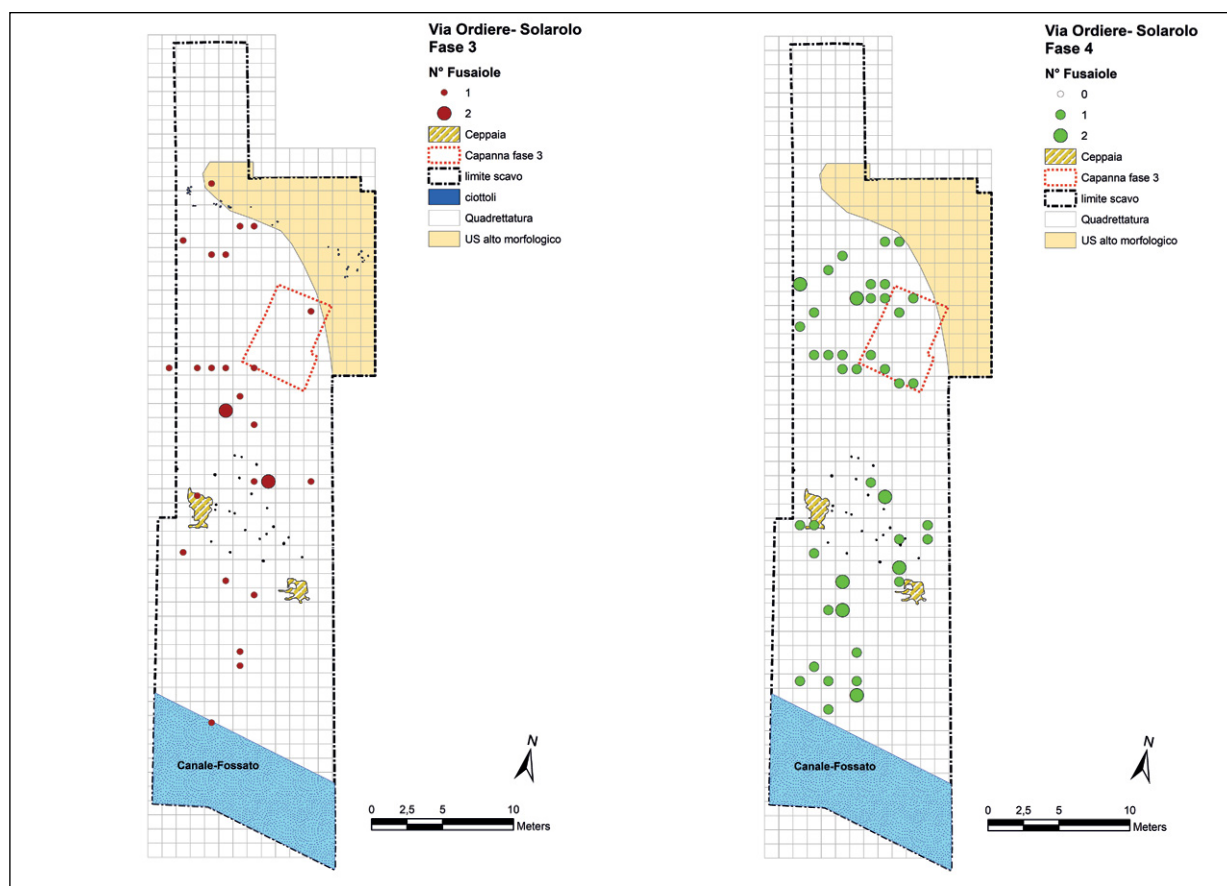 Via Ordiere- Solarolo
Fase 3
N° Fusaiole
1
2
Ceppaia
Capanna fase 3
limite scavo
ciottoli
Quadrettatura
US alto morfologico
Canale-Fossato
N
0 2,5 5 10
Meters
Via Ordiere- Solarolo
Fase 4
N° Fusaiole
0
1
2
Ceppaia
Capanna fase 3
limite scavo
Quadrettatura
US alto morfologico
Canale-Fossato
N
0 2,5 5 10
Meters